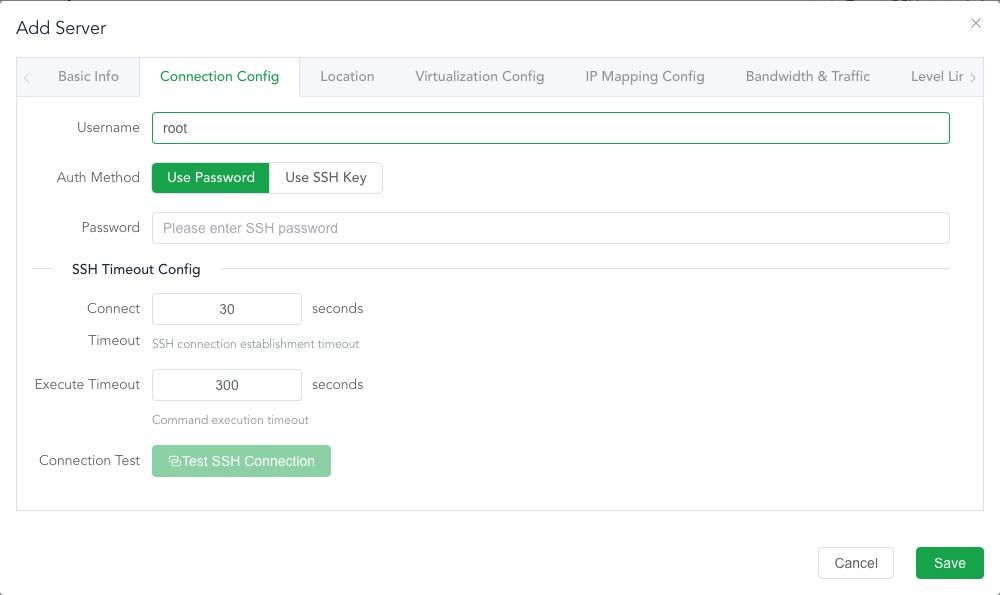 Add Server
Basic Info Connection Config Location Virtualization Config IP Mapping Config Bandwidth & Traffic Level Lir
Username root
Auth Method Use Password Use SSH Key
Password Please enter SSH password
SSH Timeout Config
Connect Timeout 30 seconds
SSH connection establishment timeout
Execute Timeout 300 seconds
Command execution timeout
Connection Test Test SSH Connection
Cancel Save